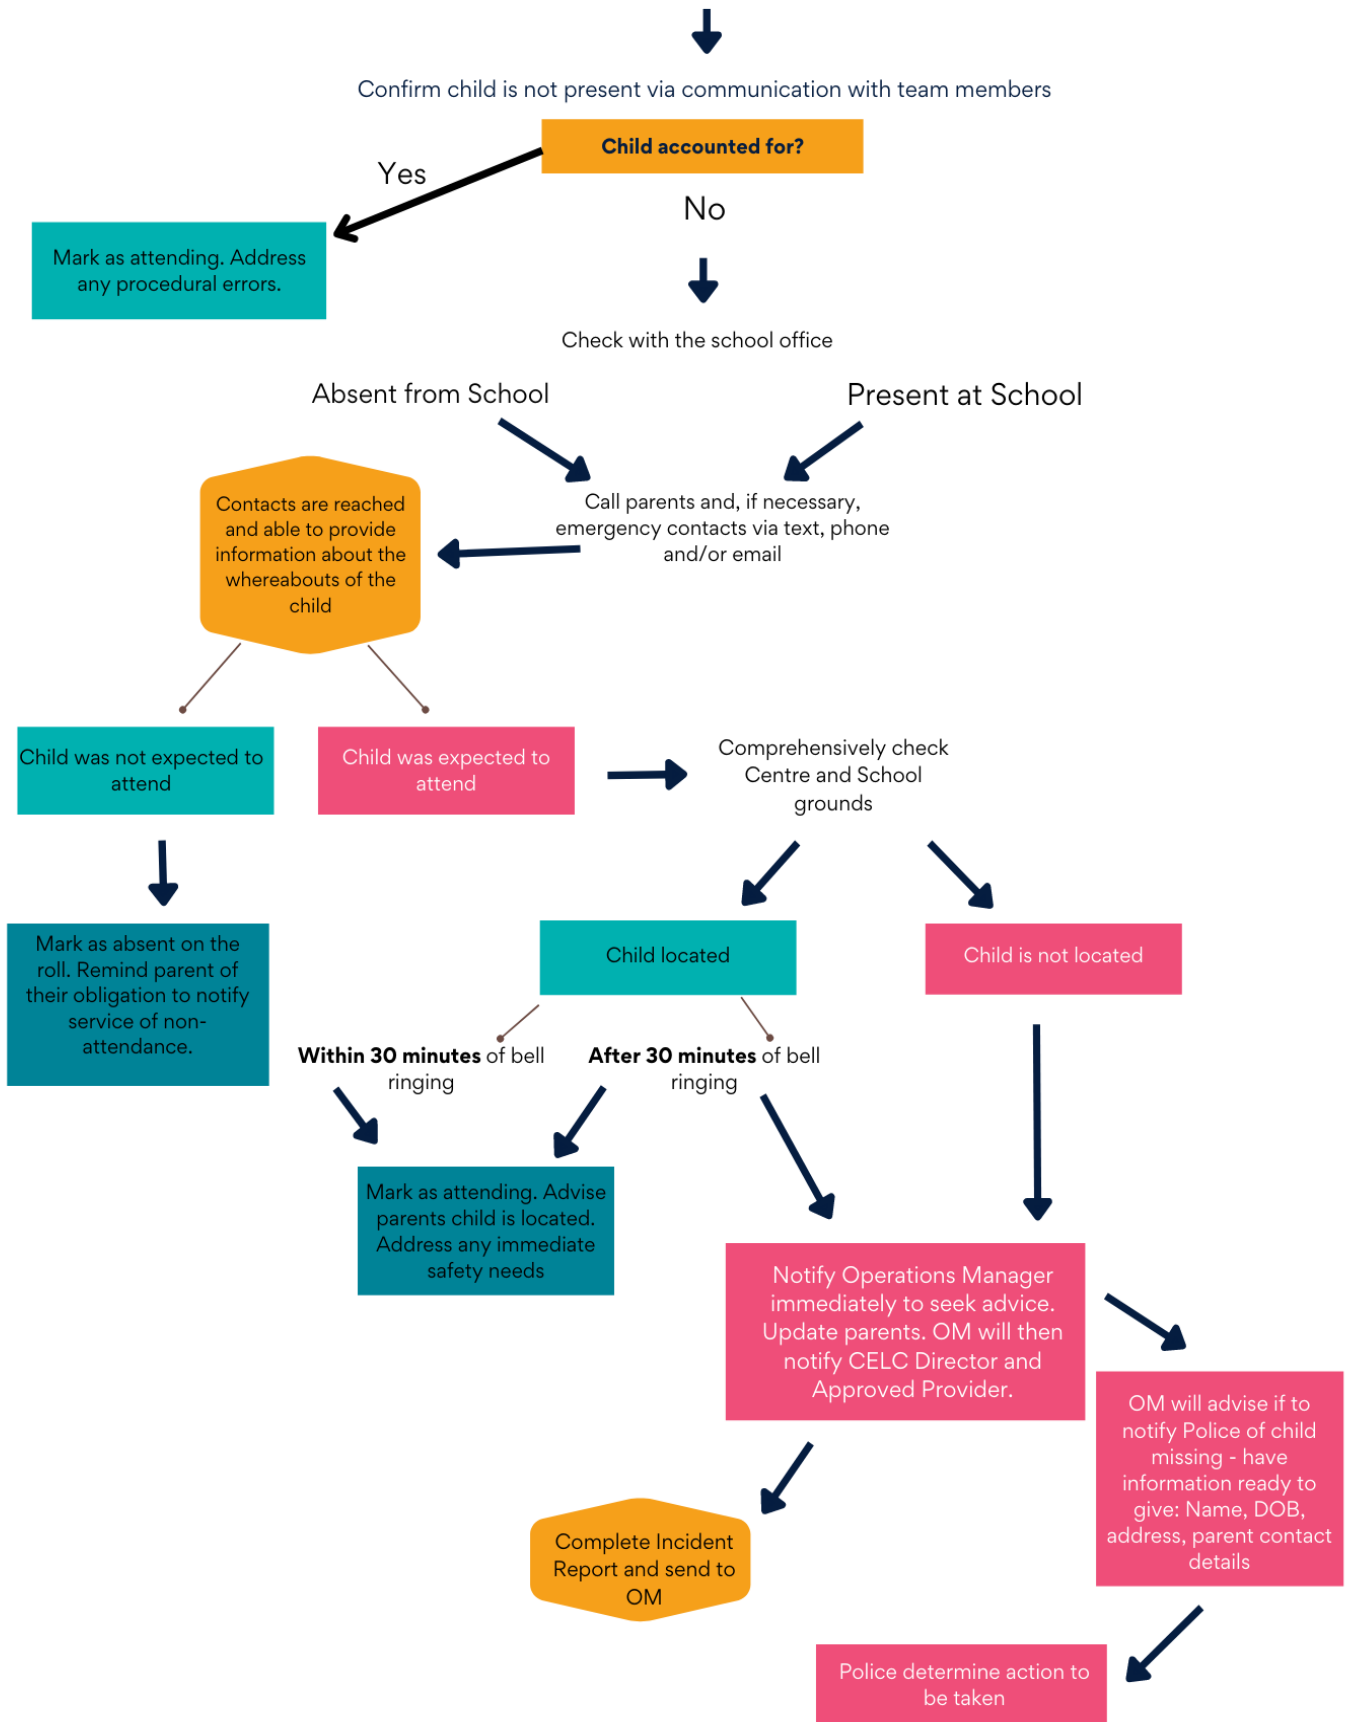 Confirm child is not present via communication with team members
Child accounted for?
Yes
No
Mark as attending. Address
any procedural errors.
Check with the school office
Absent from School
Present at School
Contacts are reached
and able to provide
information about the
whereabouts of the
child
Call parents and, if necessary,
emergency contacts via text, phone
and/or email
Child was not expected to
attend
Child was expected to
attend
Comprehensively check
Centre and School
grounds
Mark as absent on the
roll. Remind parent of
their obligation to notify
service of non-
attendance.
Child located
Child is not located
Within 30 minutes of bell
ringing
After 30 minutes of bell
ringing
Mark as attending. Advise
parents child is located.
Address any immediate
safety needs
Notify Operations Manager
immediately to seek advice.
Update parents. OM will then
notify CELC Director and
Approved Provider.
OM will advise if to
notify Police of child
missing - have
information ready to
give: Name, DOB,
address, parent contact
details
Complete Incident
Report and send to
OM
Police determine action to
be taken